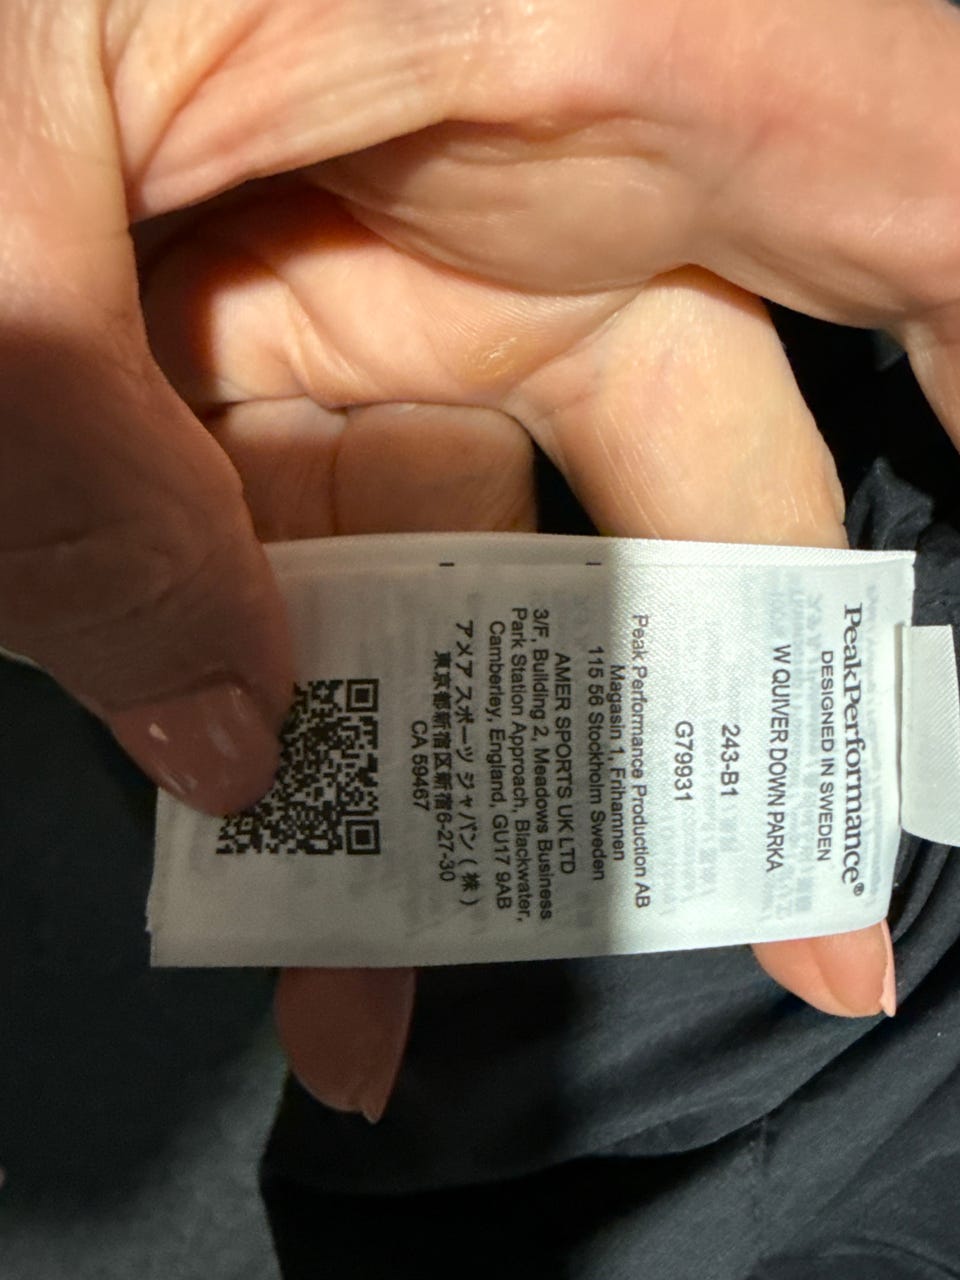 PeakPerformance®
DESIGNED IN SWEDEN
W QUIVER DOWN PARKA
243-B1
G79931
Peak Performance Production AB
Magasin 1, Frihamnen
115 56 Stockholm Sweden
AMER SPORTS UK LTD
3/F, Building 2, Meadows Business
Park Station Approach, Blackwater,
Camberley, England, GU17 9AB
アメア スポーツ ジャパン ( 株 )
東京都新宿区新宿6-27-30
CA 59467